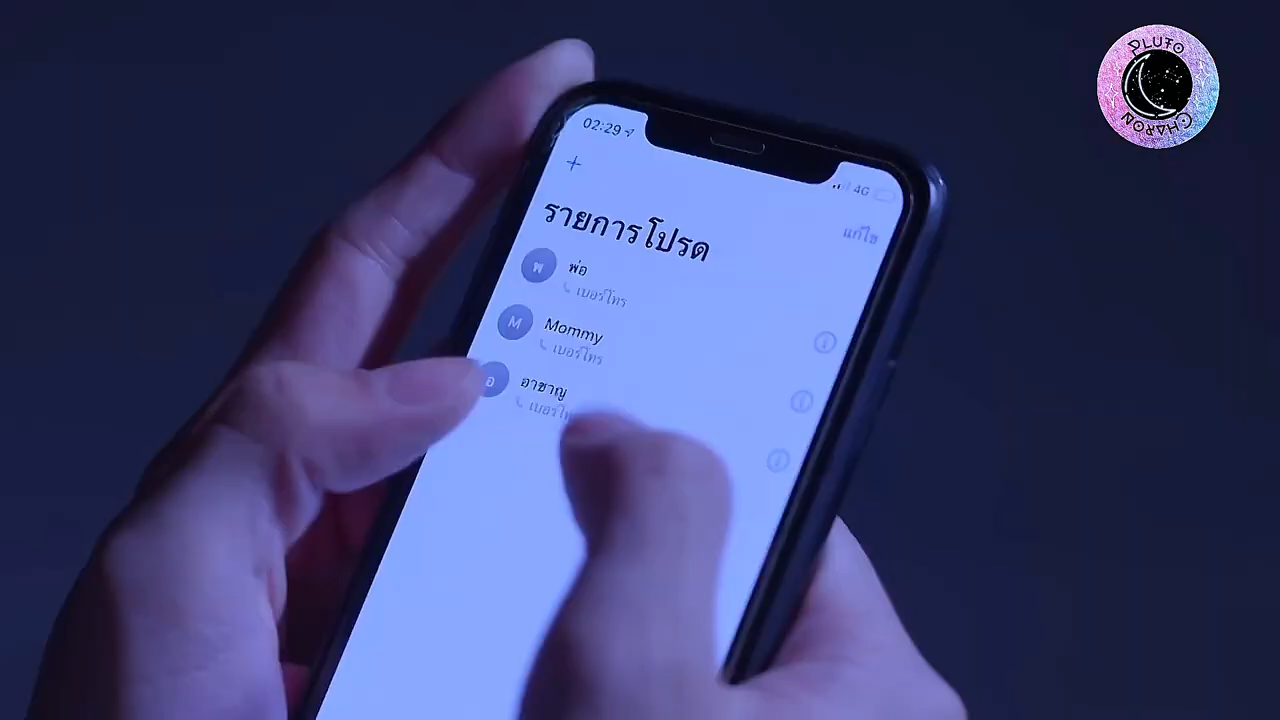 PLUTO
CHARON
02:29
4G
+
แก้ไข
รายการโปรด
พ
พ่อ
เบอร์โทร
M
Mommy
เบอร์โทร
อ
อาชาญ